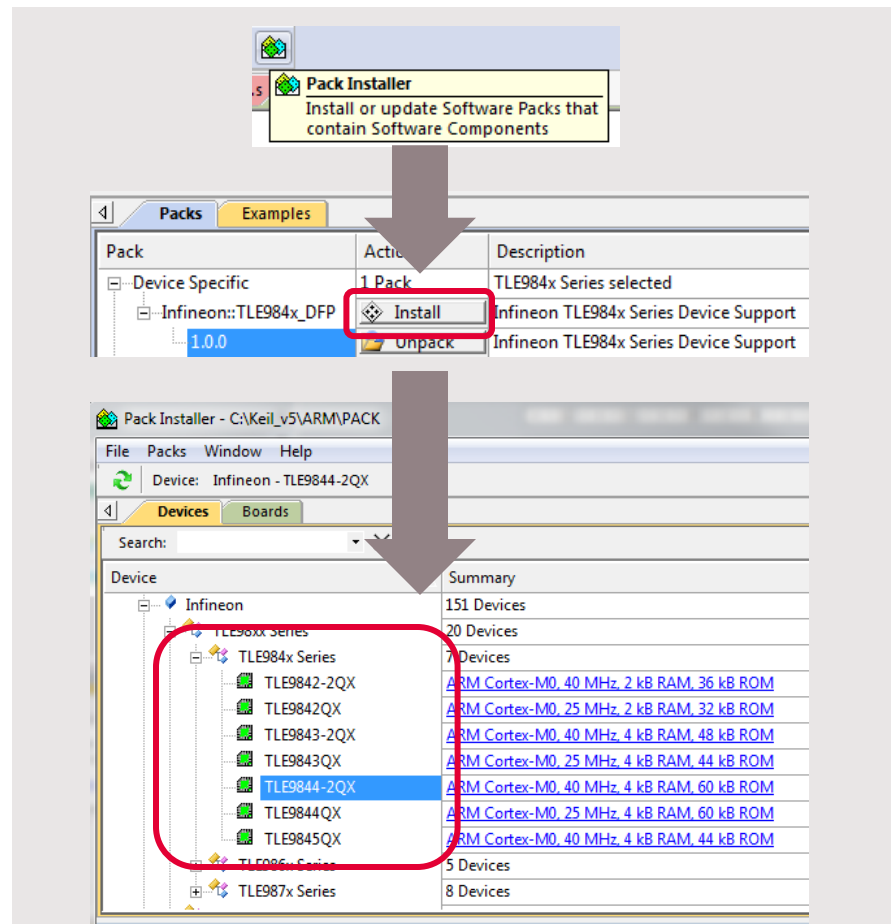 .s
Pack Installer
Install or update Software Packs that
contain Software Components
Packs Examples
Pack Description
Device Specific 1 Pack TLE984x Series selected
Infineon::TLE984x_DFP Install Infineon TLE984x Series Device Support
1.0.0 Unpack Infineon TLE984x Series Device Support
Pack Installer - C:\Keil_v5\ARM\PACK
File Packs Window Help
Device: Infineon - TLE9844-2QX
Devices Boards
Search:
Device Summary
Infineon 151 Devices
TLE98xx Series 20 Devices
TLE984x Series 7 Devices
TLE9842-2QX ARM Cortex-M0, 40 MHz, 2 kB RAM, 36 kB ROM
TLE9842QX ARM Cortex-M0, 25 MHz, 2 kB RAM, 32 kB ROM
TLE9843-2QX ARM Cortex-M0, 40 MHz, 4 kB RAM, 48 kB ROM
TLE9843QX ARM Cortex-M0, 25 MHz, 4 kB RAM, 44 kB ROM
TLE9844-2QX ARM Cortex-M0, 40 MHz, 4 kB RAM, 60 kB ROM
TLE9844QX ARM Cortex-M0, 25 MHz, 4 kB RAM, 60 kB ROM
TLE9845QX ARM Cortex-M0, 40 MHz, 4 kB RAM, 44 kB ROM
TLE986x Series 5 Devices
TLE987x Series 8 Devices